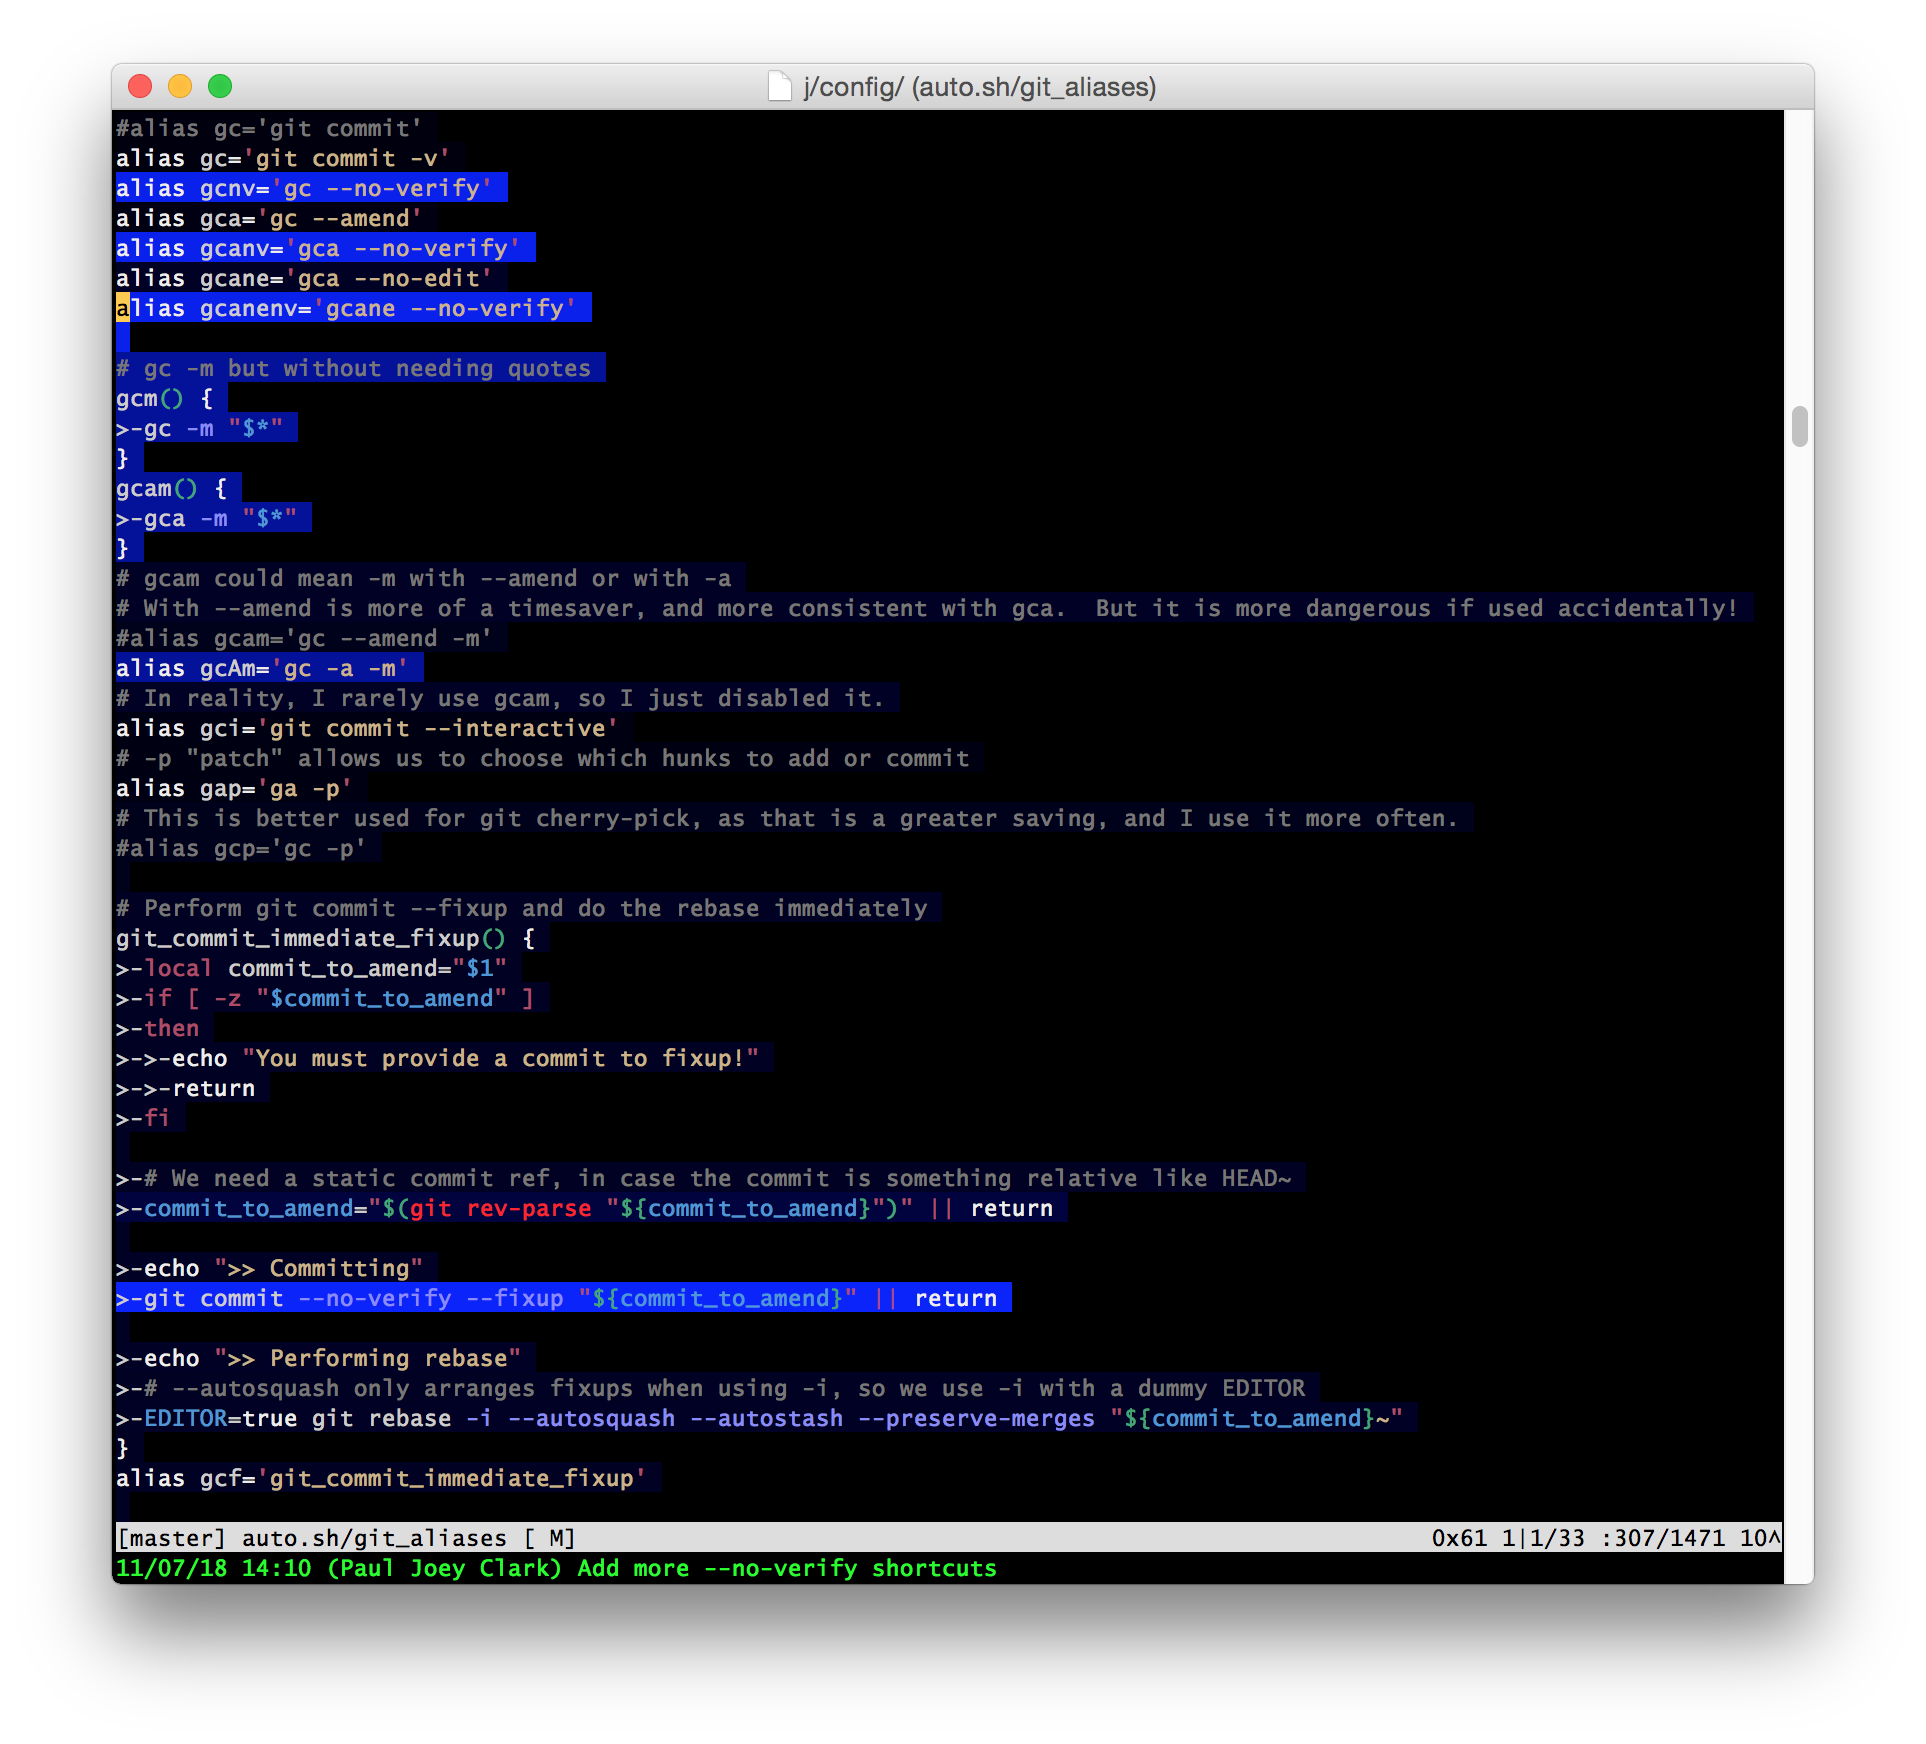 j/config/ (auto.sh/git_aliases)
#alias gc='git commit'
alias gc='git commit -v'
alias gcnv='gc --no-verify'
alias gca='gc --amend'
alias gcanv='gca --no-verify'
alias gcane='gca --no-edit'
alias gcanenv='gcane --no-verify'
# gc -m but without needing quotes
gcm() {
>-gc -m "$*"
}
gcam() {
>-gca -m "$*"
}
# gcam could mean -m with --amend or with -a
# With --amend is more of a timesaver, and more consistent with gca.  But it is more dangerous if used accidentally!
#alias gcam='gc --amend -m'
alias gcAm='gc -a -m'
# In reality, I rarely use gcam, so I just disabled it.
alias gci='git commit --interactive'
# -p "patch" allows us to choose which hunks to add or commit
alias gap='ga -p'
# This is better used for git cherry-pick, as that is a greater saving, and I use it more often.
#alias gcp='gc -p'
# Perform git commit --fixup and do the rebase immediately
git_commit_immediate_fixup() {
>-local commit_to_amend="$1"
>-if [ -z "$commit_to_amend" ]
>-then
>->-echo "You must provide a commit to fixup!"
>->-return
>-fi
>-# We need a static commit ref, in case the commit is something relative like HEAD~
>-commit_to_amend="$(git rev-parse "${commit_to_amend}")" || return
>-echo ">> Committing"
>-git commit --no-verify --fixup "${commit_to_amend}" || return
>-echo ">> Performing rebase"
>-# --autosquash only arranges fixups when using -i, so we use -i with a dummy EDITOR
>-EDITOR=true git rebase -i --autosquash --autostash --preserve-merges "${commit_to_amend}~"
}
alias gcf='git_commit_immediate_fixup'
[master] auto.sh/git_aliases [ M] 0x61 1|1/33 :307/1471 10^
11/07/18 14:10 (Paul Joey Clark) Add more --no-verify shortcuts